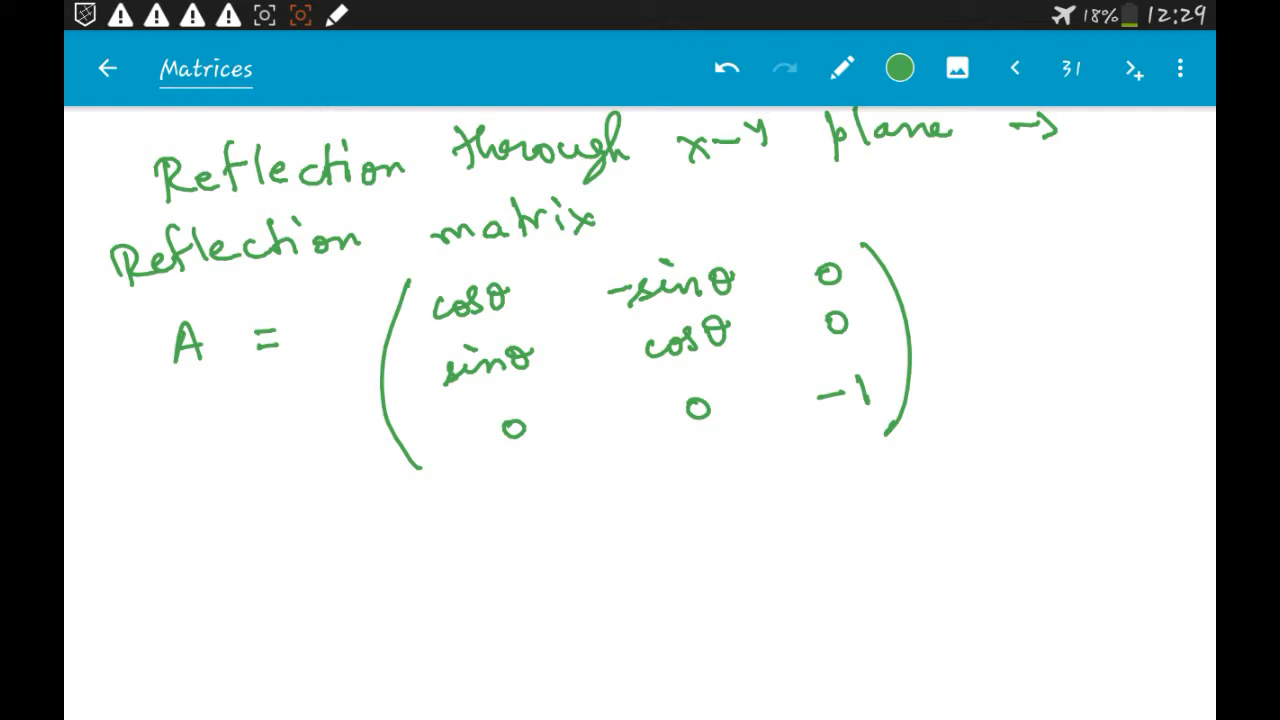 18% 12:29
Matrices 31
Reflection through x-y plane →
Reflection matrix
cosθ -sinθ 0
A = sinθ cosθ 0
0 0 -1